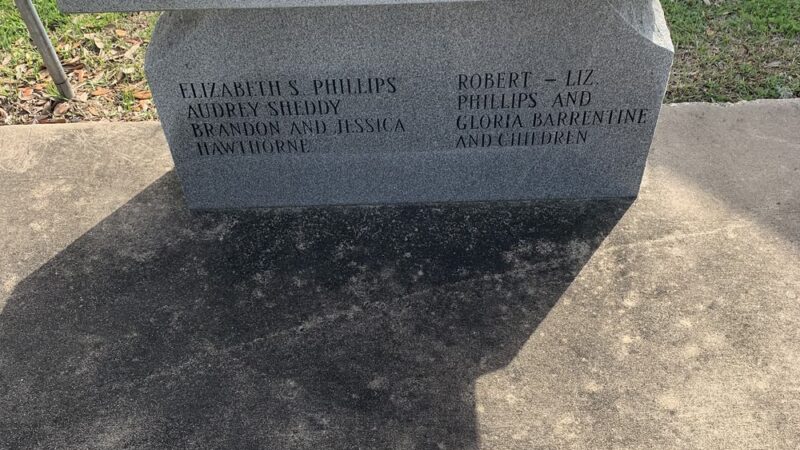 ELIZABETH S. PHILLIPS
AUDREY SHEDDY
BRANDON AND JESSICA
HAWTHORNE
ROBERT – LIZ
PHILLIPS AND
GLORIA BARRENTINE
AND CHILDREN